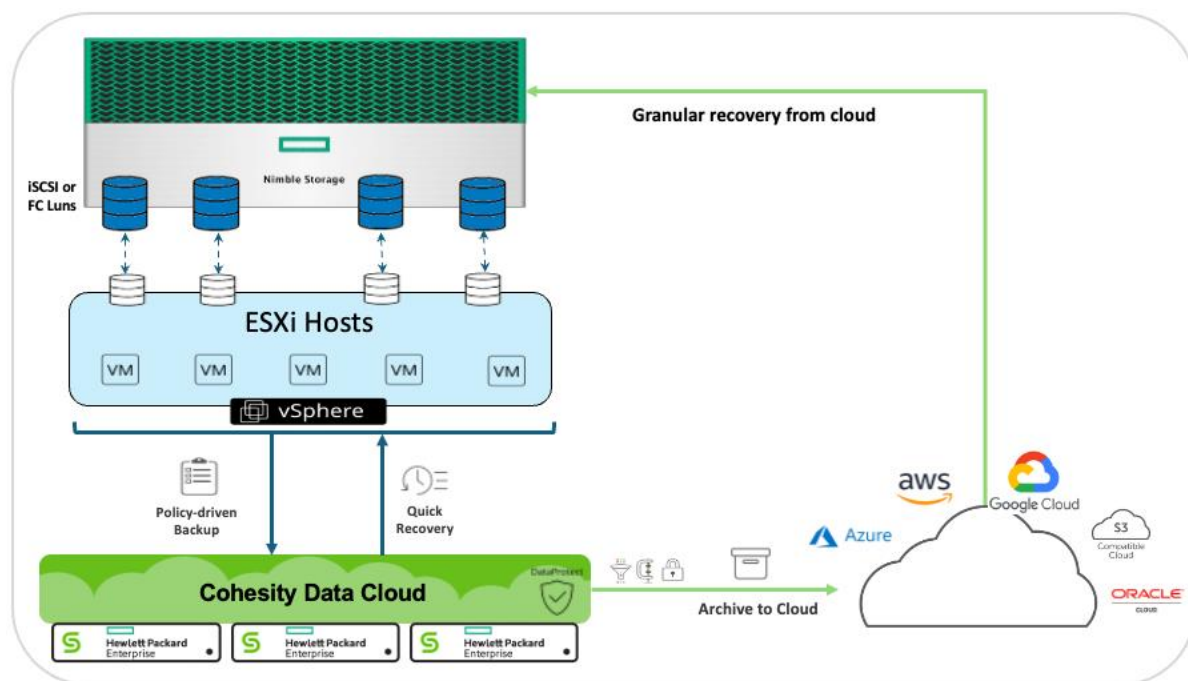 Granular recovery from cloud
Nimble Storage
iSCSI or
FC Luns
ESXi Hosts
VM
VM
VM
VM
VM
vSphere
Policy-driven
Backup
Quick
Recovery
aws
Google Cloud
Azure
S3
Compatible
Cloud
ORACLE
CLOUD
DataProtect
Cohesity Data Cloud
Archive to Cloud
Hewlett Packard
Enterprise
Hewlett Packard
Enterprise
Hewlett Packard
Enterprise